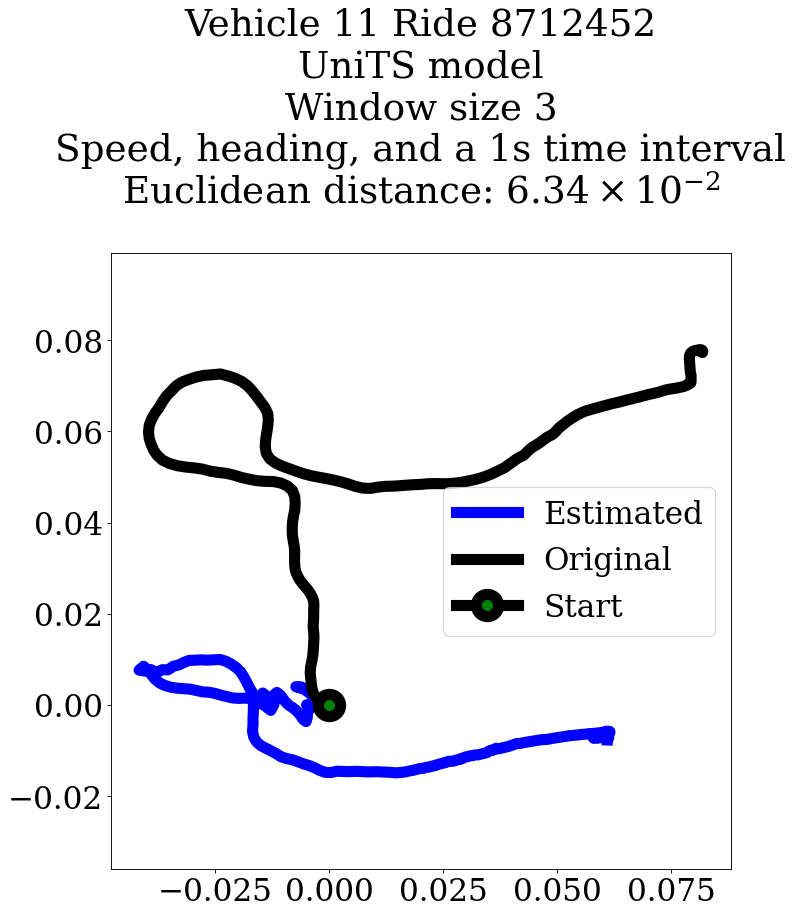 Vehicle 11 Ride 8712452
UniTS model
Window size 3
Speed, heading, and a 1s time interval
Euclidean distance: 6.34 × 10⁻²
0.08
0.06
0.04
0.02
0.00
−0.02
Estimated
Original
Start
−0.025 0.000 0.025 0.050 0.075